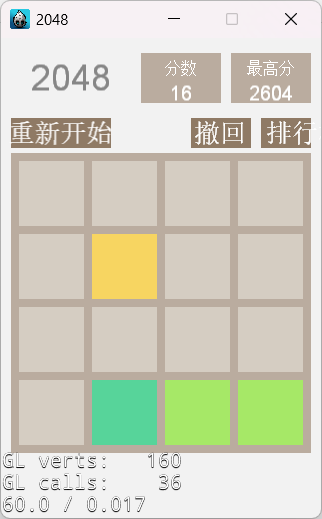 2048
2048
分数
16
最高分
2604
重新开始
撤回
排行
GL verts: 160
GL calls: 36
60.0 / 0.017